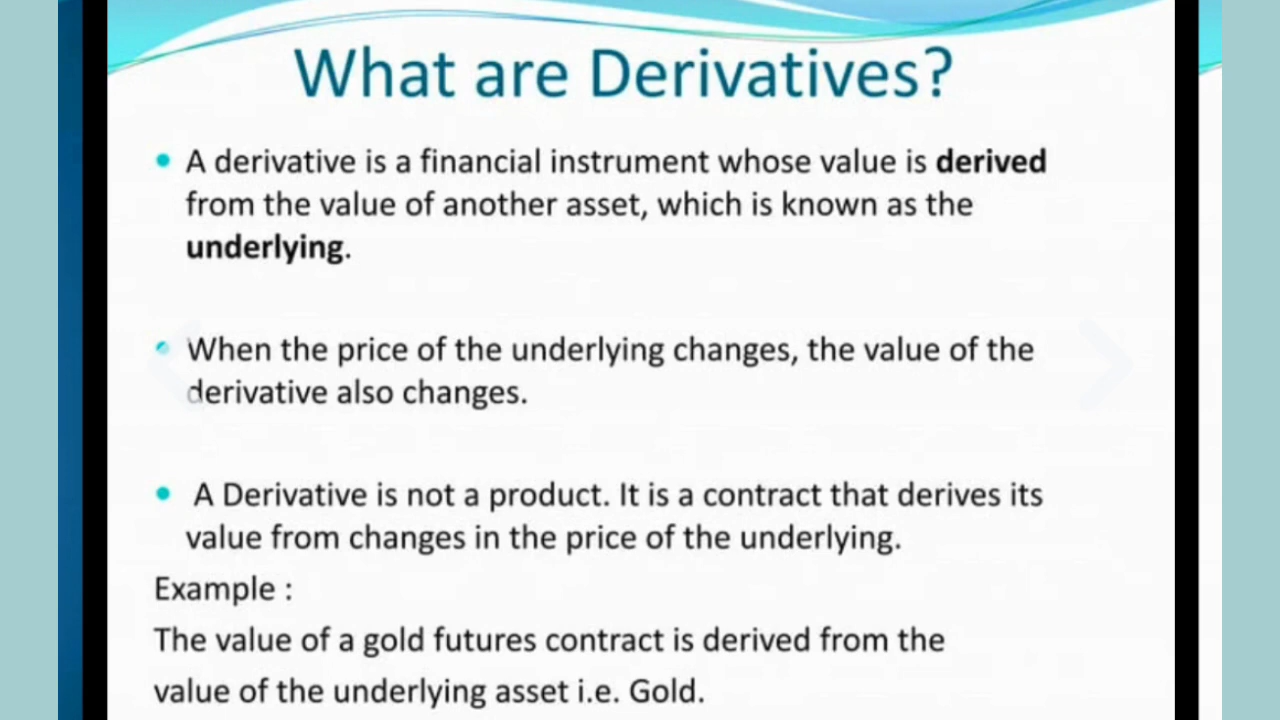 What are Derivatives?
• A derivative is a financial instrument whose value is derived
from the value of another asset, which is known as the
underlying.
• When the price of the underlying changes, the value of the
derivative also changes.
• A Derivative is not a product. It is a contract that derives its
value from changes in the price of the underlying.
Example :
The value of a gold futures contract is derived from the
value of the underlying asset i.e. Gold.